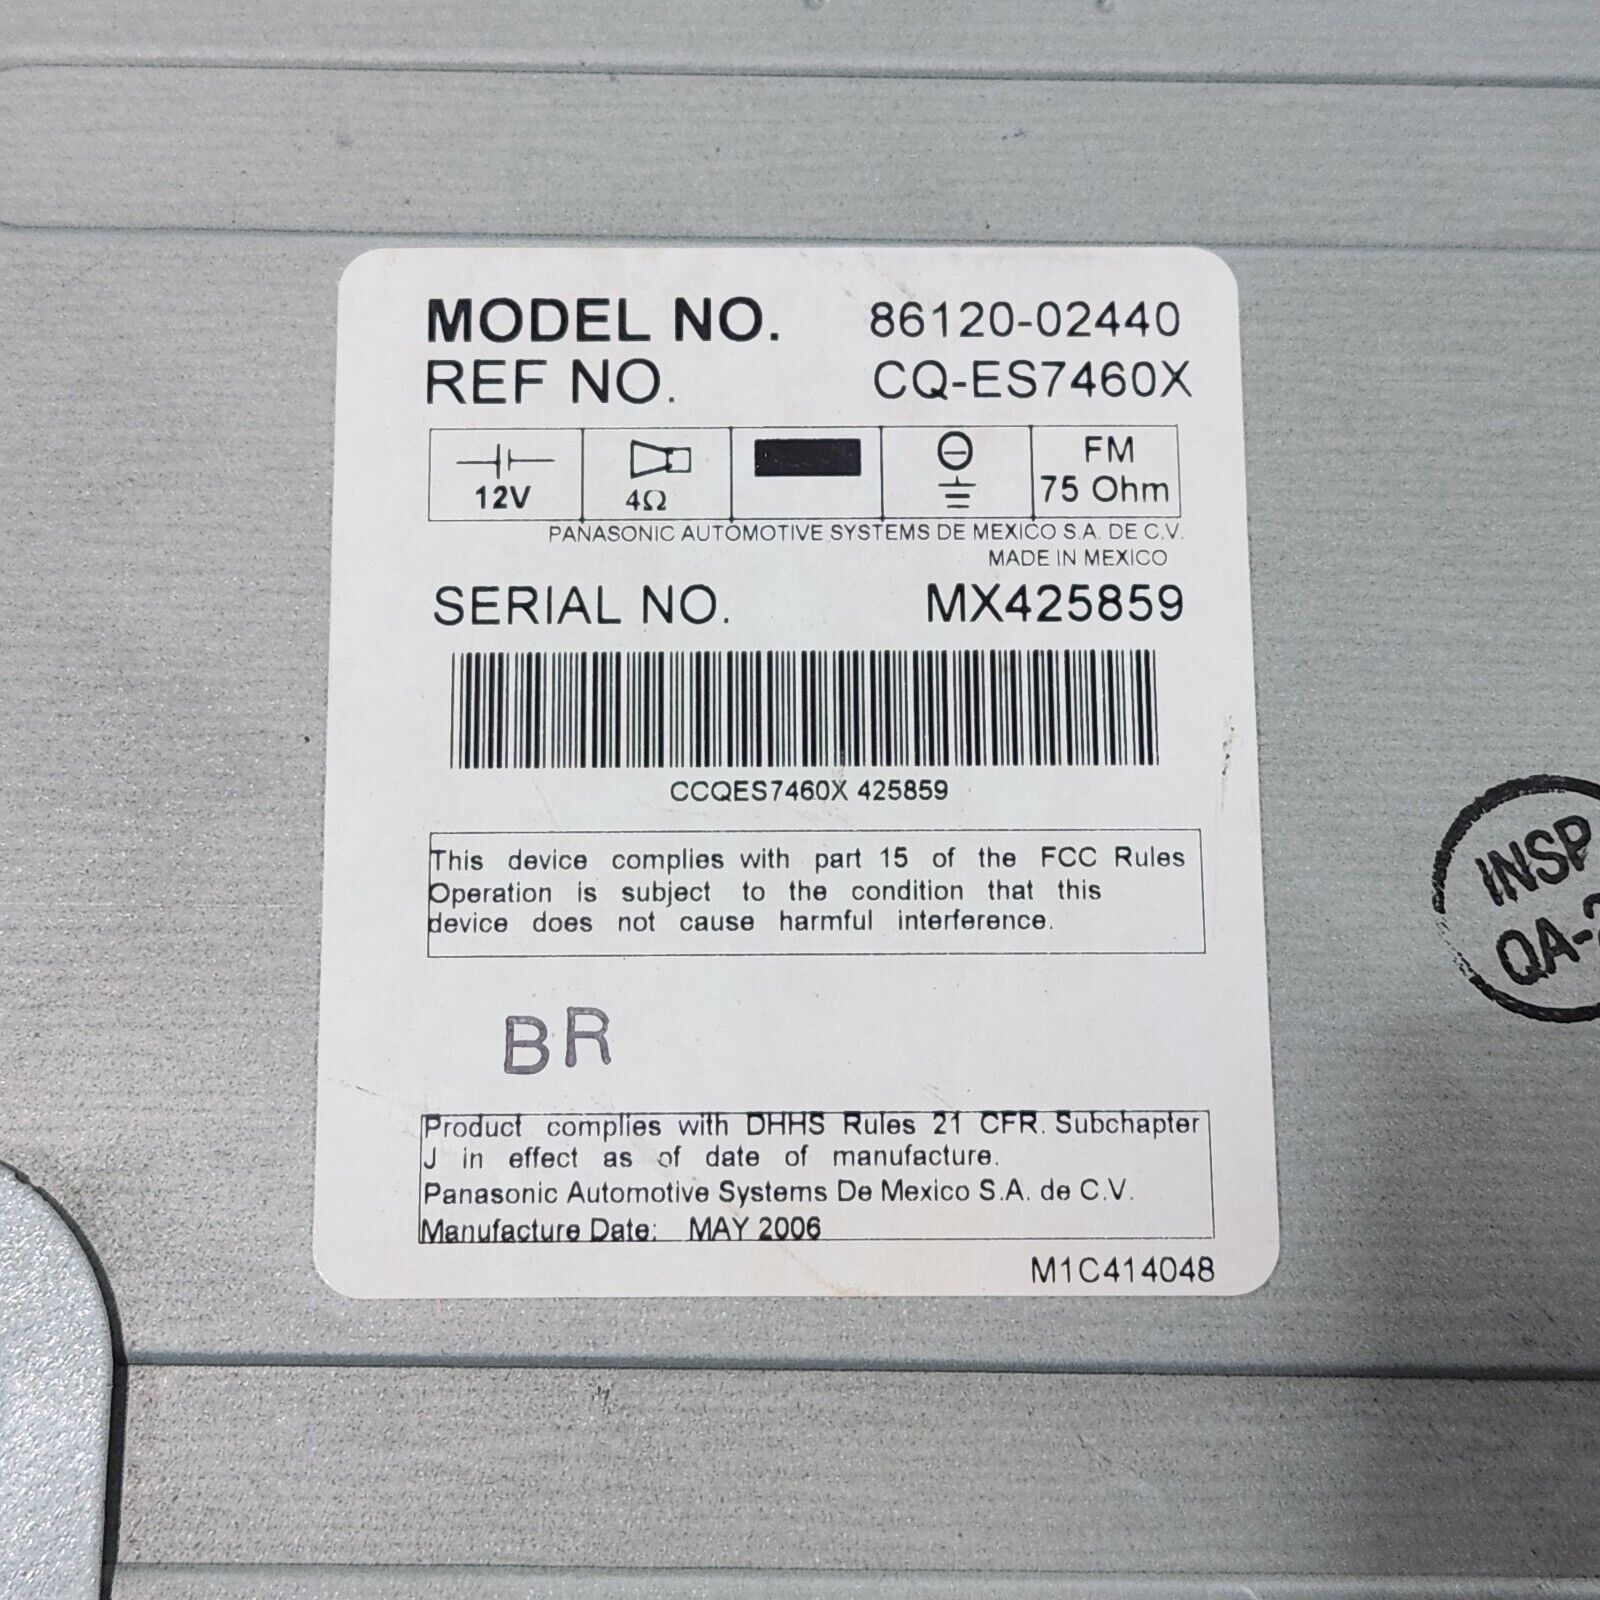 MODEL NO. 86120-02440
REF NO. CQ-ES7460X
12V 4Ω FM
75 Ohm
PANASONIC AUTOMOTIVE SYSTEMS DE MEXICO S.A. DE C.V.
MADE IN MEXICO
SERIAL NO. MX425859
CCQES7460X 425859
This device complies with part 15 of the FCC Rules
Operation is subject to the condition that this
device does not cause harmful interference.
BR
Product complies with DHHS Rules 21 CFR. Subchapter
J in effect as of date of manufacture.
Panasonic Automotive Systems De Mexico S.A. de C.V.
Manufacture Date: MAY 2006
M1C414048
INSP